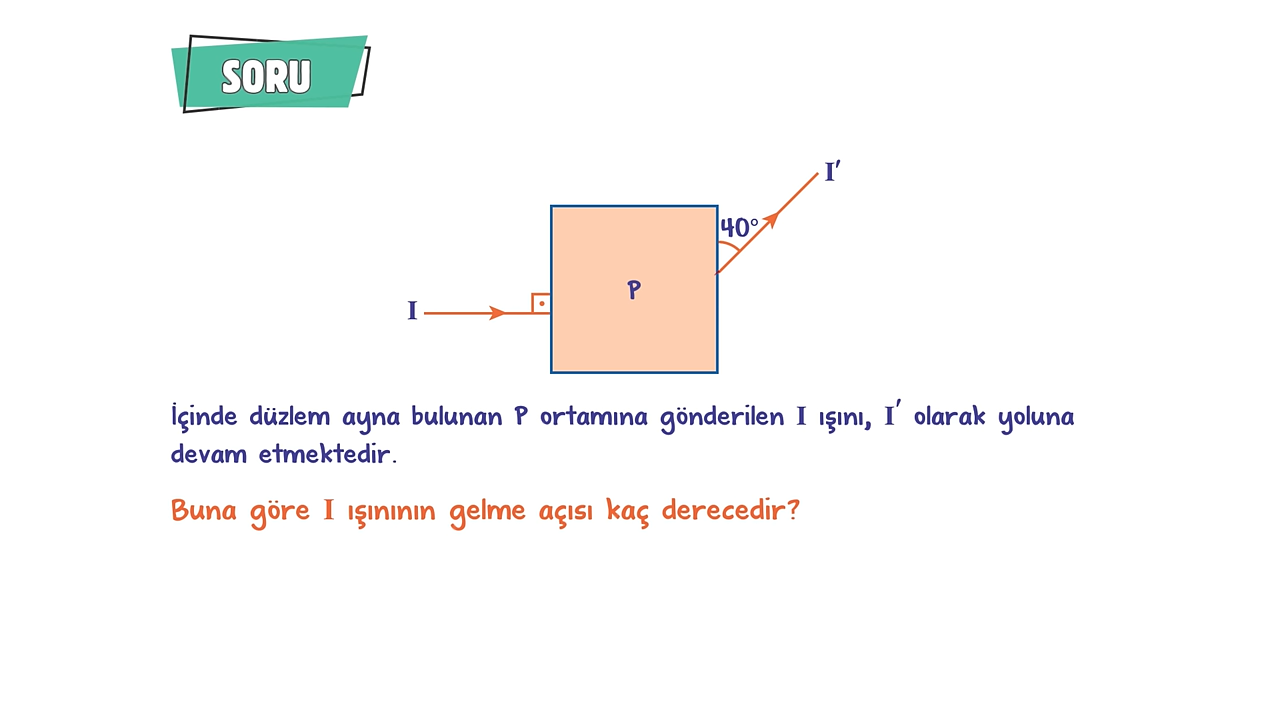 SORU
I′
40°
P
I
İçinde düzlem ayna bulunan P ortamına gönderilen I ışını, I′ olarak yoluna
devam etmektedir.
Buna göre I ışınının gelme açısı kaç derecedir?